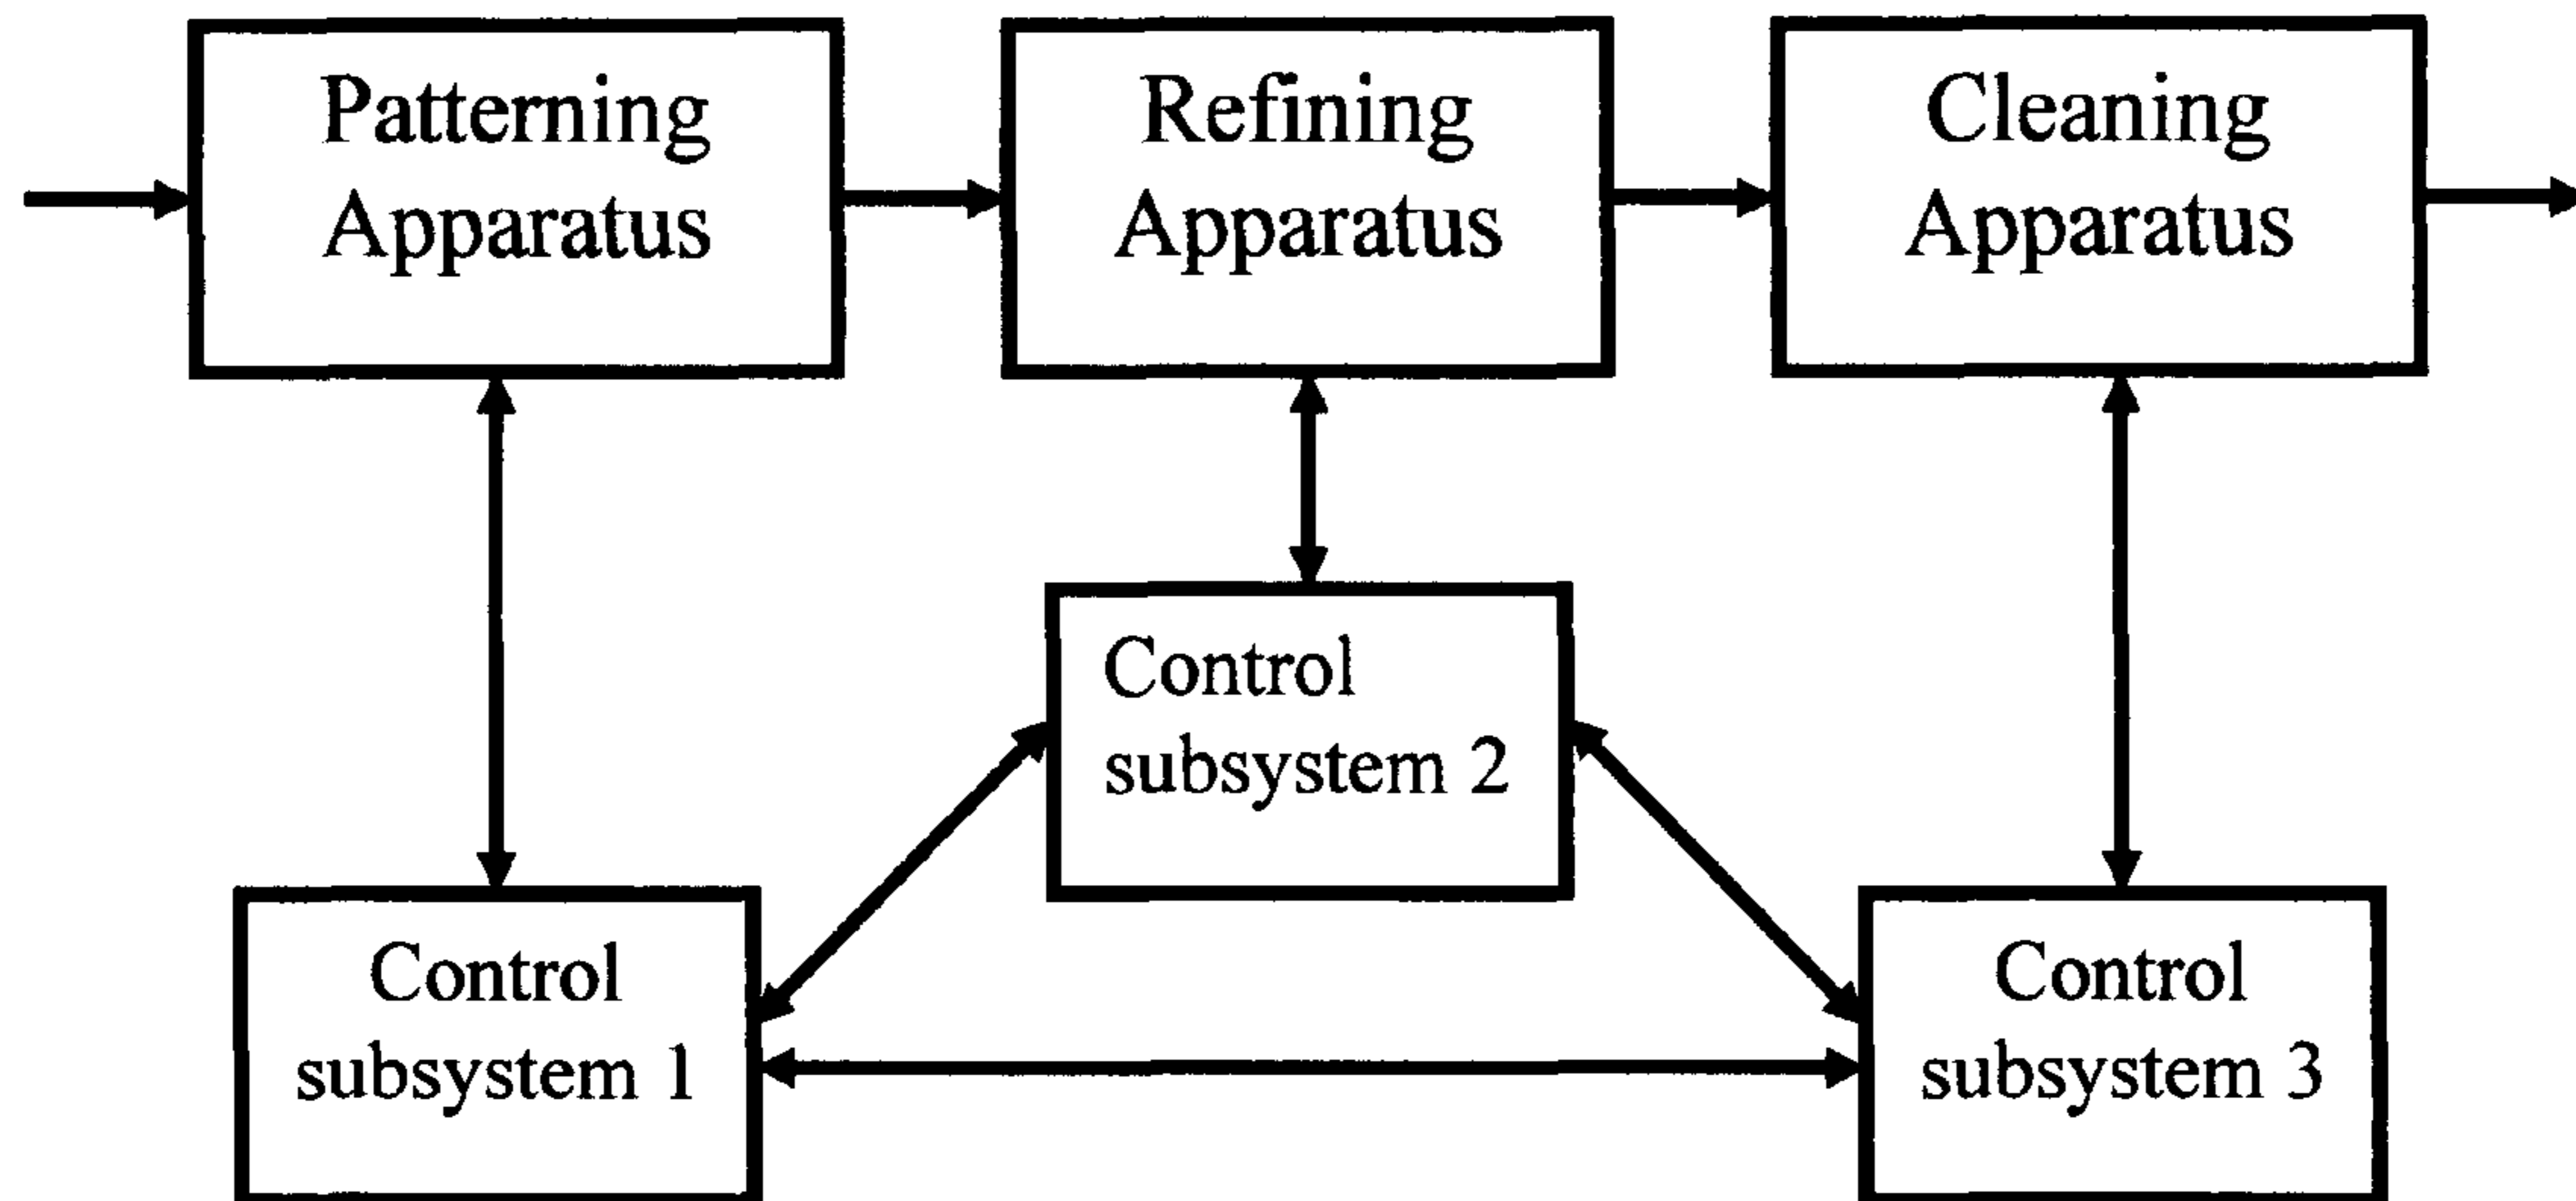 Patterning
Apparatus
Refining
Apparatus
Cleaning
Apparatus
Control
subsystem 2
Control
subsystem 1
Control
subsystem 3